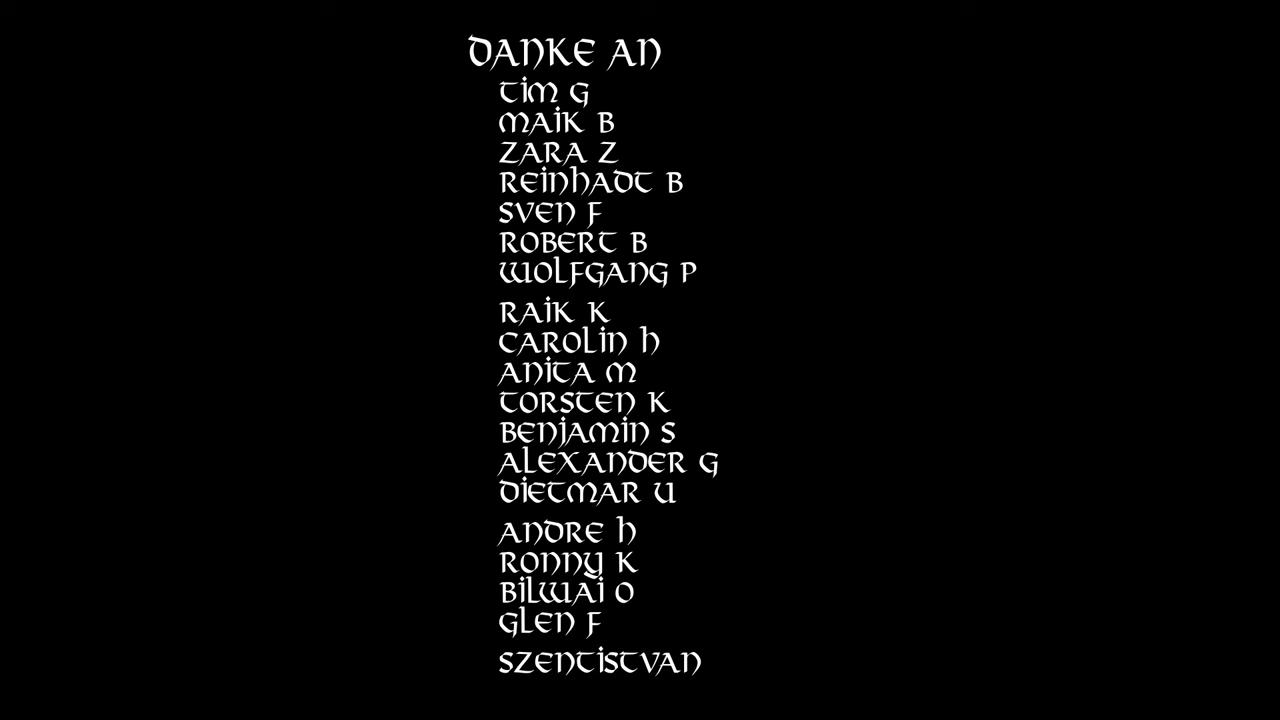 DANKE AN
TIM G
MAIK B
ZARA Z
REINHADT B
SVEN F
ROBERT B
WOLFGANG P
RAIK K
CAROLIN H
ANITA M
TORSTEN K
BENJAMIN S
ALEXANDER G
DIETMAR U
ANDRE H
RONNY K
BILWAI O
GLEN F
SZENTISTVAN